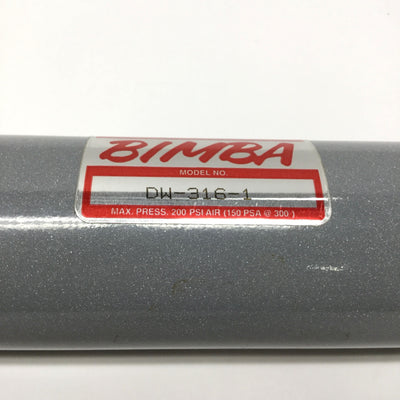 BIMBA
MODEL NO.
DW-316-1
MAX. PRESS. 200 PSI AIR (150 PSA @ 300°)